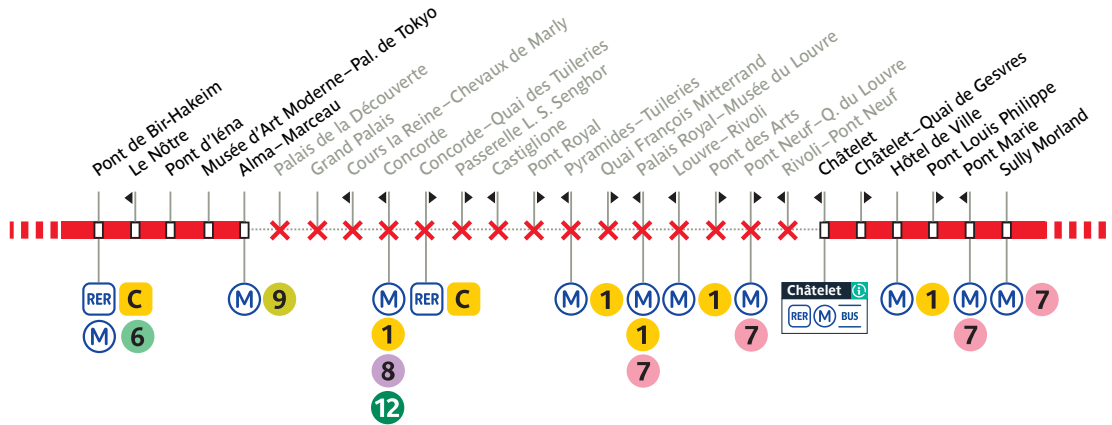 Pont de Bir-Hakeim
Le Nôtre
Pont d'Iéna
Musée d'Art Moderne–Pal. de Tokyo
Alma–Marceau
Palais de la Découverte
Grand Palais
Cours la Reine–Chevaux de Marly
Concorde
Concorde–Quai des Tuileries
Passerelle L. S. Senghor
Castiglione
Pont Royal
Pyramides–Tuileries
Quai François Mitterrand
Palais Royal–Musée du Louvre
Louvre–Rivoli
Pont des Arts
Pont Neuf–Q. du Louvre
Rivoli–Pont Neuf
Châtelet
Châtelet–Quai de Gesvres
Hôtel de Ville
Pont Louis Philippe
Pont Marie
Sully Morland
RER C
M 6
M 9
M
1
8
12
RER C
M 1
M
1
7
M 1
M
7
Châtelet i
RER M BUS
M 1
M
7
M 7